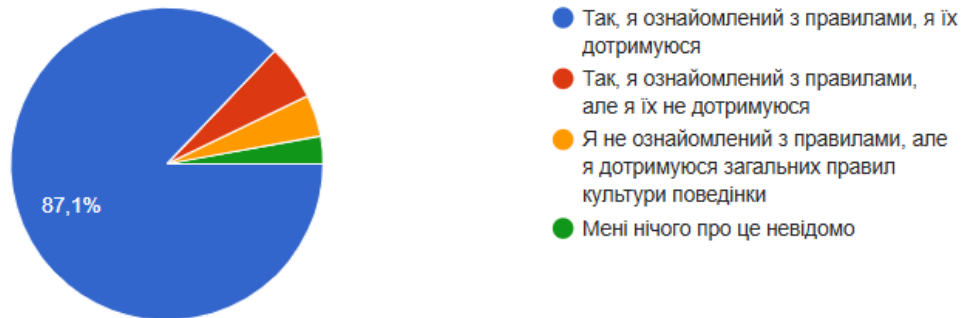 Так, я ознайомлений з правилами, я їх
дотримуюся
Так, я ознайомлений з правилами,
але я їх не дотримуюся
Я не ознайомлений з правилами, але
я дотримуюся загальних правил
культури поведінки
Мені нічого про це невідомо
87,1%